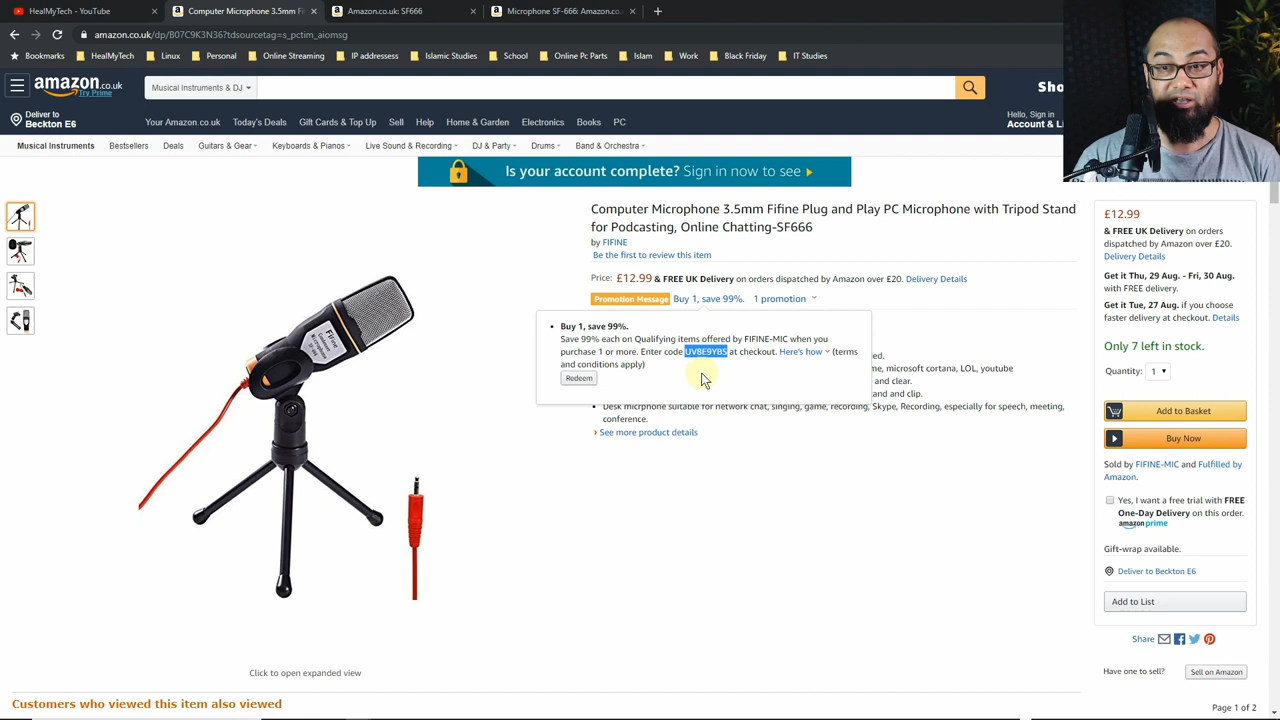 HealMyTech - YouTube
Computer Microphone 3.5mm Fi
Amazon.co.uk: SF666
Microphone SF-666: Amazon.co
amazon.co.uk/dp/B07C9XN3N36?tdsourcetag=s_pctim_aiomsg
Bookmarks HealMyTech Linux Personal Online Streaming IP addresses Islamic Studies School Online Pc Parts Islam Work Black Friday IT Studies
amazon.co.uk
Try Prime
Musical Instruments & DJ
Sho
Deliver to
Beckton E6
Your Amazon.co.uk Today's Deals Gift Cards & Top Up Sell Help Home & Garden Electronics Books PC
Hello, Sign in
Account & Li
Musical Instruments Bestsellers Deals Guitars & Gear Keyboards & Pianos Live Sound & Recording DJ & Party Drums Band & Orchestra
Is your account complete? Sign in now to see
Computer Microphone 3.5mm Fifine Plug and Play PC Microphone with Tripod Stand
for Podcasting, Online Chatting-SF666
by FIFINE
Be the first to review this item
Price: £12.99 & FREE UK Delivery on orders dispatched by Amazon over £20. Delivery Details
Promotion Message Buy 1, save 99%. 1 promotion
Buy 1, save 99%.
Save 99% each on Qualifying items offered by FIFINE-MIC when you
purchase 1 or more. Enter code UV8E9YBS at checkout. Here's how (terms
and conditions apply)
Redeem
ed.
me, microsoft cortana, LOL, youtube
and clear.
and and clip.
Desk micrphone suitable for network chat, singing, game, recording, Skype, Recording, especially for speech, meeting,
conference.
See more product details
FiFine
Click to open expanded view
£12.99
& FREE UK Delivery on orders
dispatched by Amazon over £20.
Delivery Details
Get it Thu, 29 Aug. - Fri, 30 Aug.
with FREE delivery.
Get it Tue, 27 Aug. if you choose
faster delivery at checkout. Details
Only 7 left in stock.
Quantity: 1
Add to Basket
Buy Now
Sold by FIFINE-MIC and Fulfilled by
Amazon.
Yes, I want a free trial with FREE
One-Day Delivery on this order.
amazon prime
Gift-wrap available.
Deliver to Beckton E6
Add to List
Share
Have one to sell? Sell on Amazon
Customers who viewed this item also viewed
Page 1 of 2